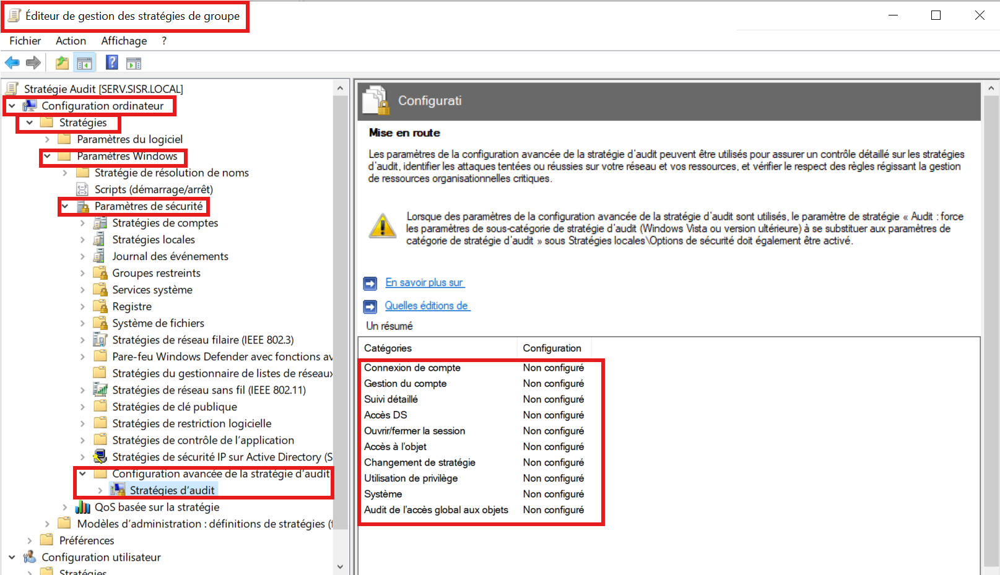 Éditeur de gestion des stratégies de groupe
Fichier Action Affichage ?
Stratégie Audit [SERV.SISR.LOCAL]
Configuration ordinateur
Stratégies
Paramètres du logiciel
Paramètres Windows
Stratégie de résolution de noms
Scripts (démarrage/arrêt)
Paramètres de sécurité
Stratégies de comptes
Stratégies locales
Journal des événements
Groupes restreints
Services système
Registre
Système de fichiers
Stratégies de réseau filaire (IEEE 802.3)
Pare-feu Windows Defender avec fonctions av
Stratégies du gestionnaire de listes de réseaux
Stratégies de réseau sans fil (IEEE 802.11)
Stratégies de clé publique
Stratégies de restriction logicielle
Stratégies de contrôle de l’application
Stratégies de sécurité IP sur Active Directory (S
Configuration avancée de la stratégie d’audit
Stratégies d’audit
QoS basée sur la stratégie
Modèles d’administration : définitions de stratégies (f
Préférences
Configuration utilisateur
Stratégies
Configurati
Mise en route
Les paramètres de la configuration avancée de la stratégie d’audit peuvent être utilisés pour assurer un contrôle détaillé sur les stratégies
d’audit, identifier les attaques tentées ou réussies sur votre réseau et vos ressources, et vérifier le respect des règles régissant la gestion
de ressources organisationnelles critiques.
Lorsque des paramètres de la configuration avancée de la stratégie d’audit sont utilisés, le paramètre de stratégie « Audit : force
les paramètres de sous-catégorie de stratégie d’audit (Windows Vista ou version ultérieure) à se substituer aux paramètres de
catégorie de stratégie d’audit » sous Stratégies locales\Options de sécurité doit également être activé.
En savoir plus sur
Quelles éditions de
Un résumé
Catégories Configuration
Connexion de compte Non configuré
Gestion du compte Non configuré
Suivi détaillé Non configuré
Accès DS Non configuré
Ouvrir/fermer la session Non configuré
Accès à l’objet Non configuré
Changement de stratégie Non configuré
Utilisation de privilège Non configuré
Système Non configuré
Audit de l’accès global aux objets Non configuré